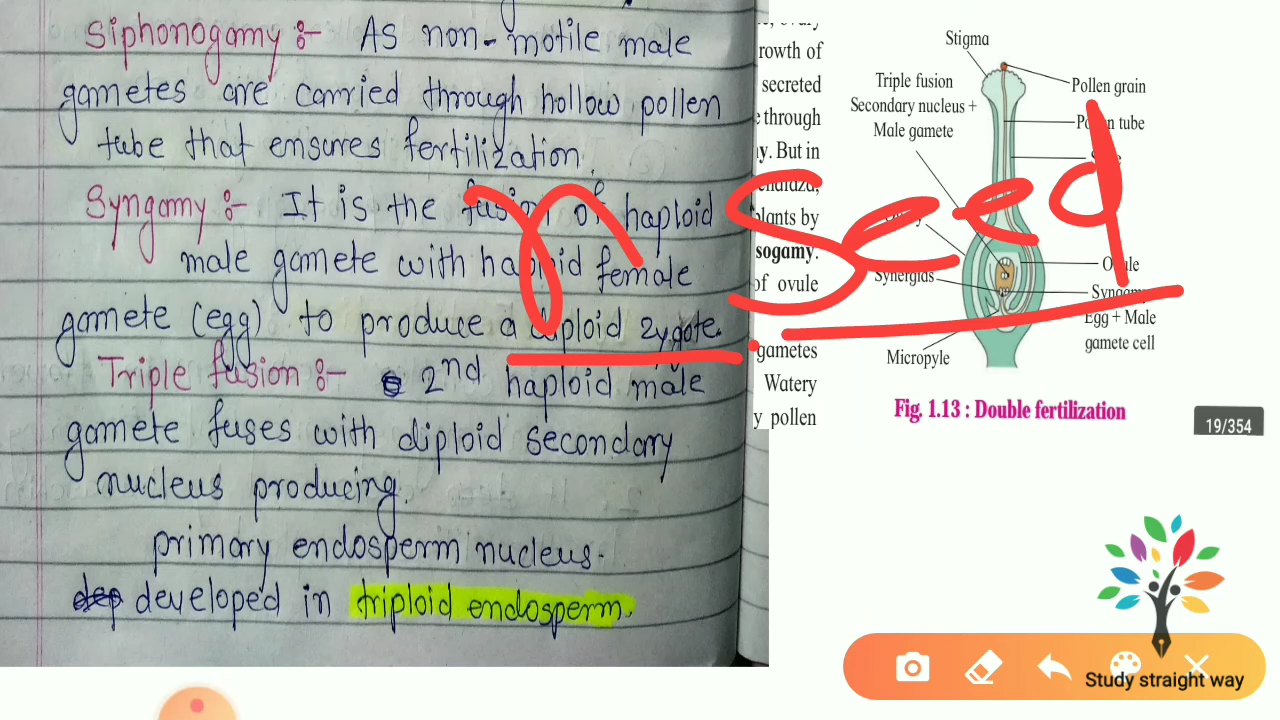 Siphonogamy :- As non-motile male
gametes are carried through hollow pollen
tube that ensures fertilization.
Syngamy :- It is the fusion of haploid
male gamete with haploid female
gamete (egg) to produce a diploid zygote.
Triple fusion :- 2nd haploid male
gamete fuses with diploid secondary
nucleus producing.
primary endosperm nucleus.
developed in triploid endosperm.
rowth of
secreted
through
y. But in
plants by
sogamy.
of ovule
gametes
Watery
y pollen
Seed
Stigma
Pollen grain
Triple fusion
Secondary nucleus +
Male gamete
Pollen tube
Synergids
Ovule
Syngamy
Egg + Male
gamete cell
Micropyle
Fig. 1.13 : Double fertilization
19/354
Study straight way